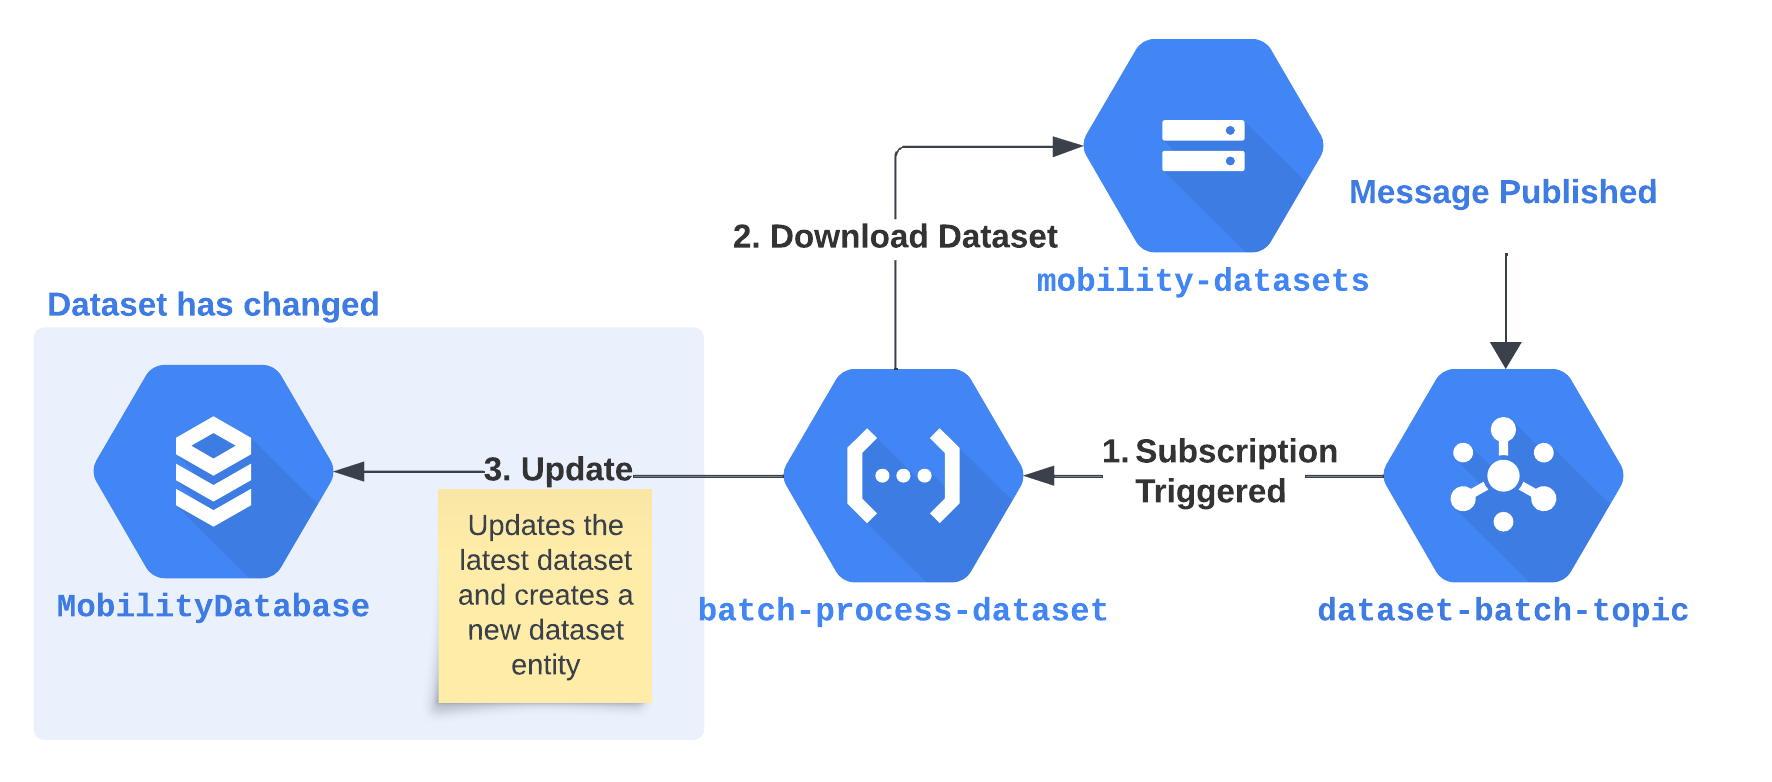 Message Published
2. Download Dataset
mobility-datasets
Dataset has changed
1. Subscription
Triggered
3. Update
Updates the
latest dataset
and creates a
new dataset
entity
MobilityDatabase
batch-process-dataset
dataset-batch-topic